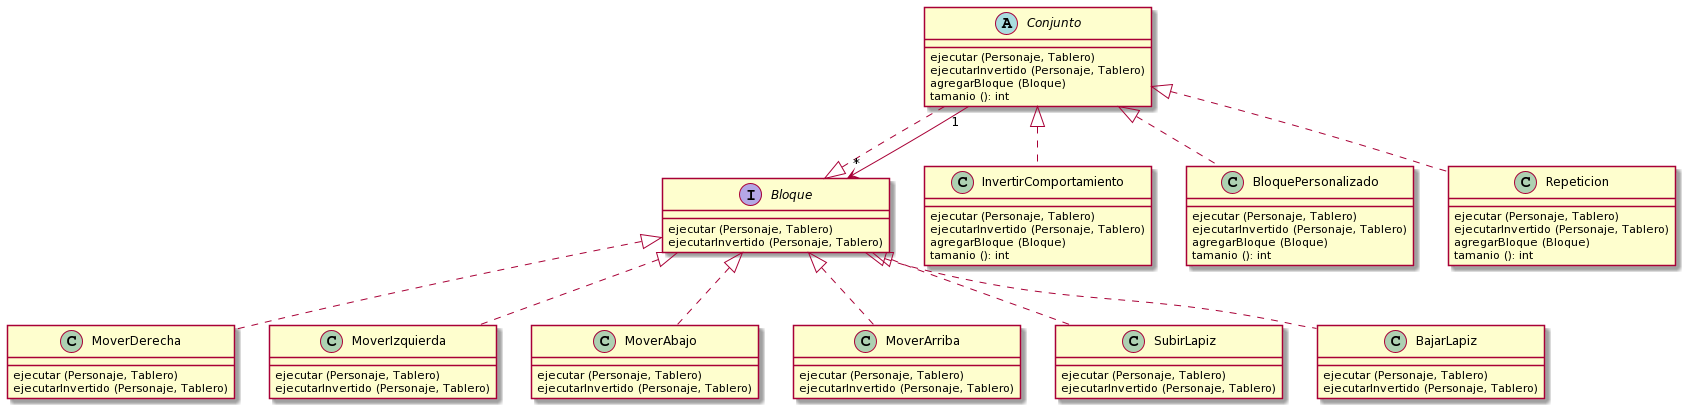 A Conjunto
ejecutar (Personaje, Tablero)
ejecutarInvertido (Personaje, Tablero)
agregarBloque (Bloque)
tamanio (): int
1
*
I Bloque
ejecutar (Personaje, Tablero)
ejecutarInvertido (Personaje, Tablero)
C InvertirComportamiento
ejecutar (Personaje, Tablero)
ejecutarInvertido (Personaje, Tablero)
agregarBloque (Bloque)
tamanio (): int
C BloquePersonalizado
ejecutar (Personaje, Tablero)
ejecutarInvertido (Personaje, Tablero)
agregarBloque (Bloque)
tamanio (): int
C Repeticion
ejecutar (Personaje, Tablero)
ejecutarInvertido (Personaje, Tablero)
agregarBloque (Bloque)
tamanio (): int
C MoverDerecha
ejecutar (Personaje, Tablero)
ejecutarInvertido (Personaje, Tablero)
C MoverIzquierda
ejecutar (Personaje, Tablero)
ejecutarInvertido (Personaje, Tablero)
C MoverAbajo
ejecutar (Personaje, Tablero)
ejecutarInvertido (Personaje, Tablero)
C MoverArriba
ejecutar (Personaje, Tablero)
ejecutarInvertido (Personaje, Tablero)
C SubirLapiz
ejecutar (Personaje, Tablero)
ejecutarInvertido (Personaje, Tablero)
C BajarLapiz
ejecutar (Personaje, Tablero)
ejecutarInvertido (Personaje, Tablero)